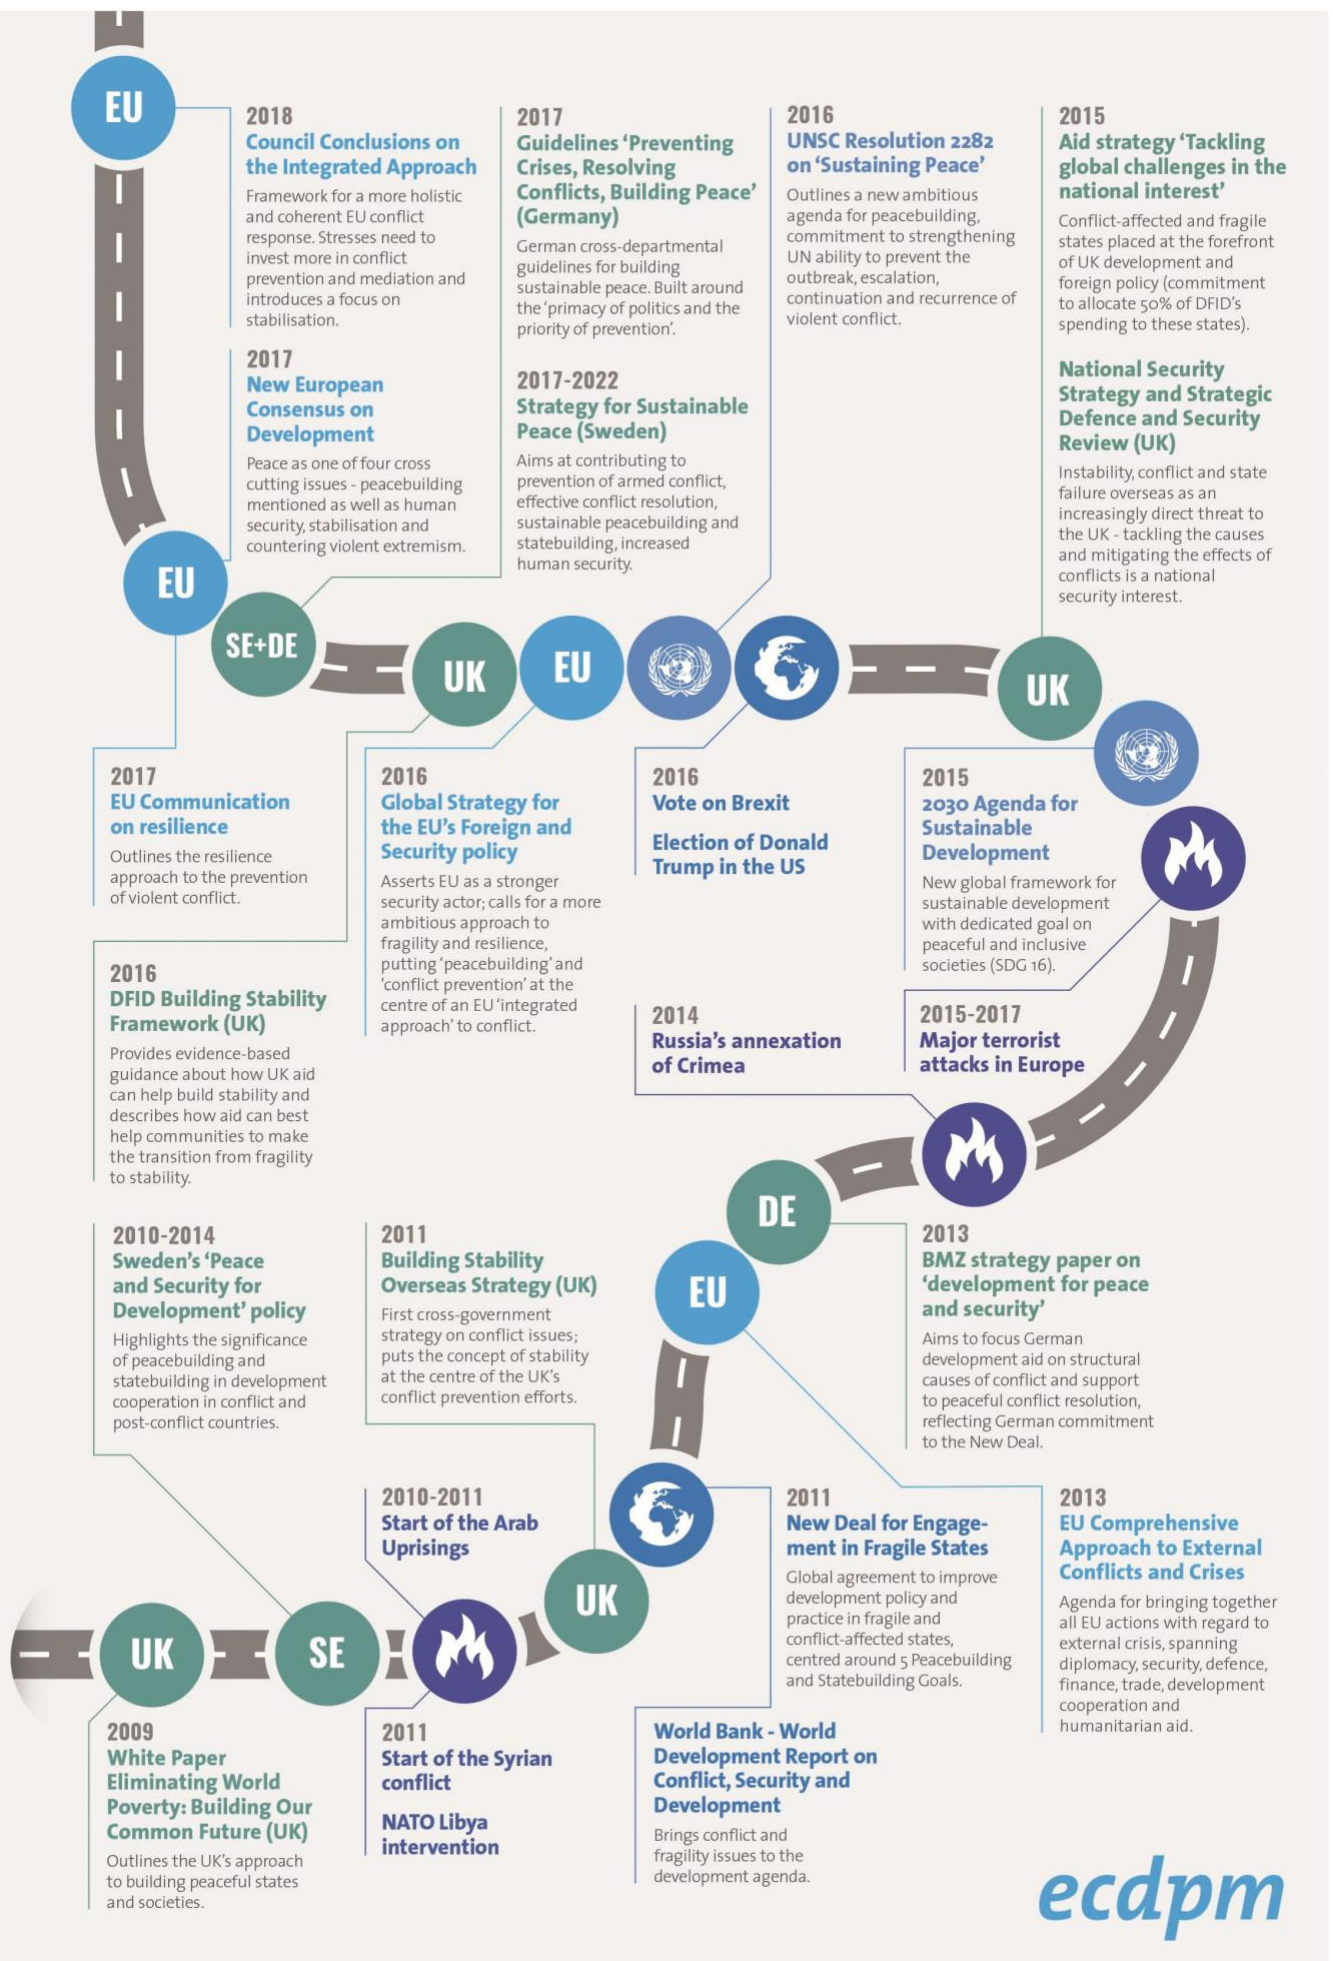 EU
2018
Council Conclusions on
the Integrated Approach
Framework for a more holistic
and coherent EU conflict
response. Stresses need to
invest more in conflict
prevention and mediation and
introduces a focus on
stabilisation.
2017
New European
Consensus on
Development
Peace as one of four cross
cutting issues - peacebuilding
mentioned as well as human
security, stabilisation and
countering violent extremism.
2017
Guidelines ‘Preventing
Crises, Resolving
Conflicts, Building Peace’
(Germany)
German cross-departmental
guidelines for building
sustainable peace. Built around
the ‘primacy of politics and the
priority of prevention’.
2017-2022
Strategy for Sustainable
Peace (Sweden)
Aims at contributing to
prevention of armed conflict,
effective conflict resolution,
sustainable peacebuilding and
statebuilding, increased
human security.
2016
UNSC Resolution 2282
on ‘Sustaining Peace’
Outlines a new ambitious
agenda for peacebuilding,
commitment to strengthening
UN ability to prevent the
outbreak, escalation,
continuation and recurrence of
violent conflict.
2015
Aid strategy ‘Tackling
global challenges in the
national interest’
Conflict-affected and fragile
states placed at the forefront
of UK development and
foreign policy (commitment
to allocate 50% of DFID’s
spending to these states).
National Security
Strategy and Strategic
Defence and Security
Review (UK)
Instability, conflict and state
failure overseas as an
increasingly direct threat to
the UK - tackling the causes
and mitigating the effects of
conflicts is a national
security interest.
EU
SE+DE
UK
EU
UK
2017
EU Communication
on resilience
Outlines the resilience
approach to the prevention
of violent conflict.
2016
DFID Building Stability
Framework (UK)
Provides evidence-based
guidance about how UK aid
can help build stability and
describes how aid can best
help communities to make
the transition from fragility
to stability.
2016
Global Strategy for
the EU’s Foreign and
Security policy
Asserts EU as a stronger
security actor; calls for a more
ambitious approach to
fragility and resilience,
putting ‘peacebuilding’ and
‘conflict prevention’ at the
centre of an EU ‘integrated
approach’ to conflict.
2016
Vote on Brexit
Election of Donald
Trump in the US
2015
2030 Agenda for
Sustainable
Development
New global framework for
sustainable development
with dedicated goal on
peaceful and inclusive
societies (SDG 16).
2014
Russia’s annexation
of Crimea
2015-2017
Major terrorist
attacks in Europe
DE
EU
2010-2014
Sweden’s ‘Peace
and Security for
Development’ policy
Highlights the significance
of peacebuilding and
statebuilding in development
cooperation in conflict and
post-conflict countries.
2011
Building Stability
Overseas Strategy (UK)
First cross-government
strategy on conflict issues;
puts the concept of stability
at the centre of the UK’s
conflict prevention efforts.
2013
BMZ strategy paper on
‘development for peace
and security’
Aims to focus German
development aid on structural
causes of conflict and support
to peaceful conflict resolution,
reflecting German commitment
to the New Deal.
2010-2011
Start of the Arab
Uprisings
2011
New Deal for Engage-
ment in Fragile States
Global agreement to improve
development policy and
practice in fragile and
conflict-affected states,
centred around 5 Peacebuilding
and Statebuilding Goals.
2013
EU Comprehensive
Approach to External
Conflicts and Crises
Agenda for bringing together
all EU actions with regard to
external crisis, spanning
diplomacy, security, defence,
finance, trade, development
cooperation and
humanitarian aid.
UK
SE
UK
2009
White Paper
Eliminating World
Poverty: Building Our
Common Future (UK)
Outlines the UK’s approach
to building peaceful states
and societies.
2011
Start of the Syrian
conflict
NATO Libya
intervention
World Bank - World
Development Report on
Conflict, Security and
Development
Brings conflict and
fragility issues to the
development agenda.
ecdpm